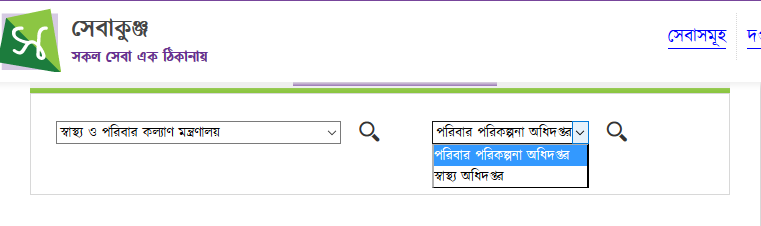 সেবাকুঞ্জ
সকল সেবা এক ঠিকানায়
সেবাসমূহ
স্বাস্থ্য ও পরিবার কল্যাণ মন্ত্রণালয়
পরিবার পরিকল্পনা অধিদপ্তর
পরিবার পরিকল্পনা অধিদপ্তর
স্বাস্থ্য অধিদপ্তর